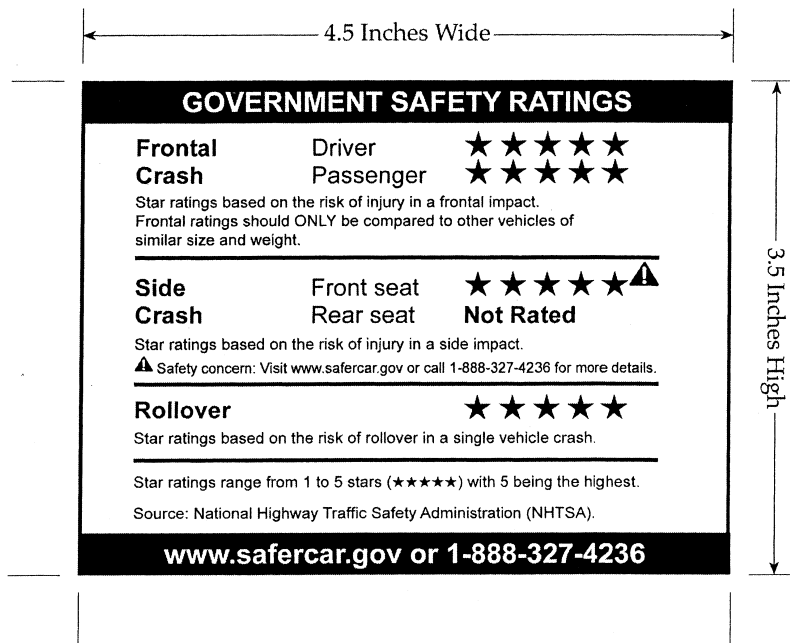 4.5 Inches Wide
GOVERNMENT SAFETY RATINGS
Frontal Driver ★ ★ ★ ★ ★
Crash Passenger ★ ★ ★ ★ ★
Star ratings based on the risk of injury in a frontal impact.
Frontal ratings should ONLY be compared to other vehicles of
similar size and weight.
Side Front seat ★ ★ ★ ★ ★ ⚠
Crash Rear seat Not Rated
Star ratings based on the risk of injury in a side impact.
⚠ Safety concern: Visit www.safercar.gov or call 1-888-327-4236 for more details.
Rollover ★ ★ ★ ★ ★
Star ratings based on the risk of rollover in a single vehicle crash.
Star ratings range from 1 to 5 stars (★★★★★) with 5 being the highest.
Source: National Highway Traffic Safety Administration (NHTSA).
www.safercar.gov or 1-888-327-4236
3.5 Inches High